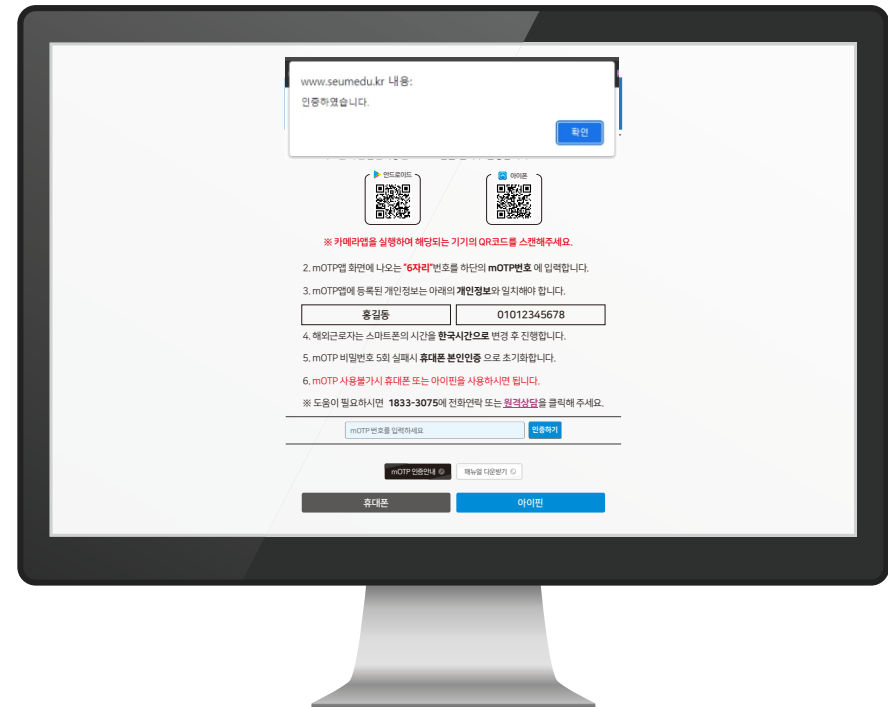 www.seumedu.kr 내용:
인증하였습니다.
확인
안드로이드
아이폰
※ 카메라앱을 실행하여 해당되는 기기의 QR코드를 스캔해주세요.
2. mOTP앱 화면에 나오는 "6자리"번호를 하단의 mOTP번호 에 입력합니다.
3. mOTP앱에 등록된 개인정보는 아래의 개인정보와 일치해야 합니다.
홍길동
01012345678
4. 해외근로자는 스마트폰의 시간을 한국시간으로 변경 후 진행합니다.
5. mOTP 비밀번호 5회 실패시 휴대폰 본인인증 으로 초기화합니다.
6. mOTP 사용불가시 휴대폰 또는 아이핀을 사용하시면 됩니다.
※ 도움이 필요하시면 1833-3075에 전화연락 또는 원격상담을 클릭해 주세요.
mOTP 번호를 입력하세요
인증하기
mOTP 인증안내
매뉴얼 다운받기
휴대폰
아이핀